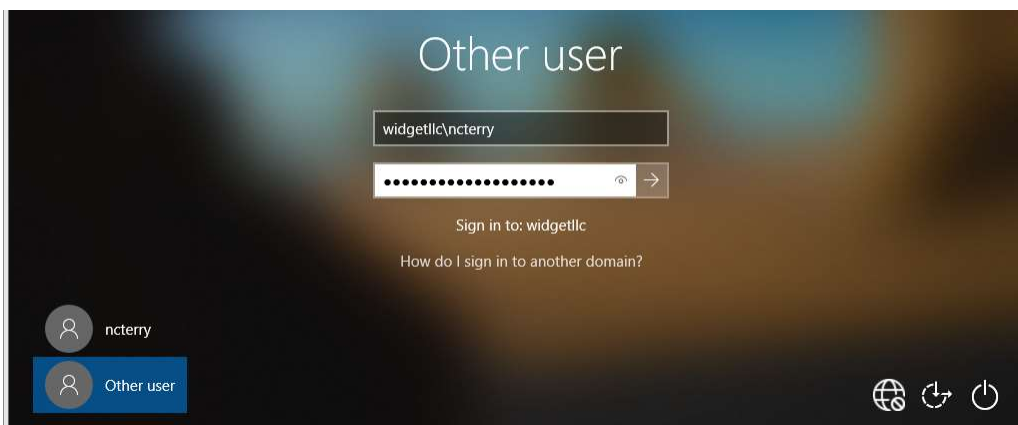 Other user
widgetllc\ncterry
Sign in to: widgetllc
How do I sign in to another domain?
ncterry
Other user